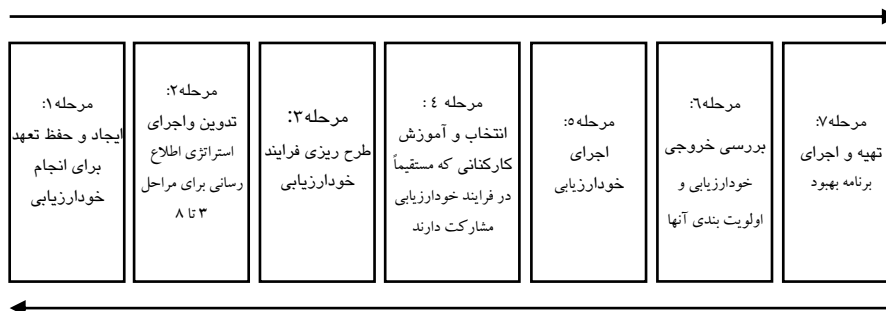 مرحله۱:
ایجاد و حفظ تعهد
برای انجام
خودارزیابی
مرحله۲:
تدوین واجرای
استراتژی اطلاع
رسانی برای مراحل
۳ تا ۸
مرحله۳:
طرح ریزی فرایند
خودارزیابی
مرحله ٤ :
انتخاب و آموزش
کارکنانی که مستقیماً
در فرایند خودارزیابی
مشارکت دارند
مرحله٥:
اجرای
خودارزیابی
مرحله٦:
بررسی خروجی
خودارزیابی و
اولویت بندی آنها
مرحله۷:
تهیه و اجرای
برنامه بهبود